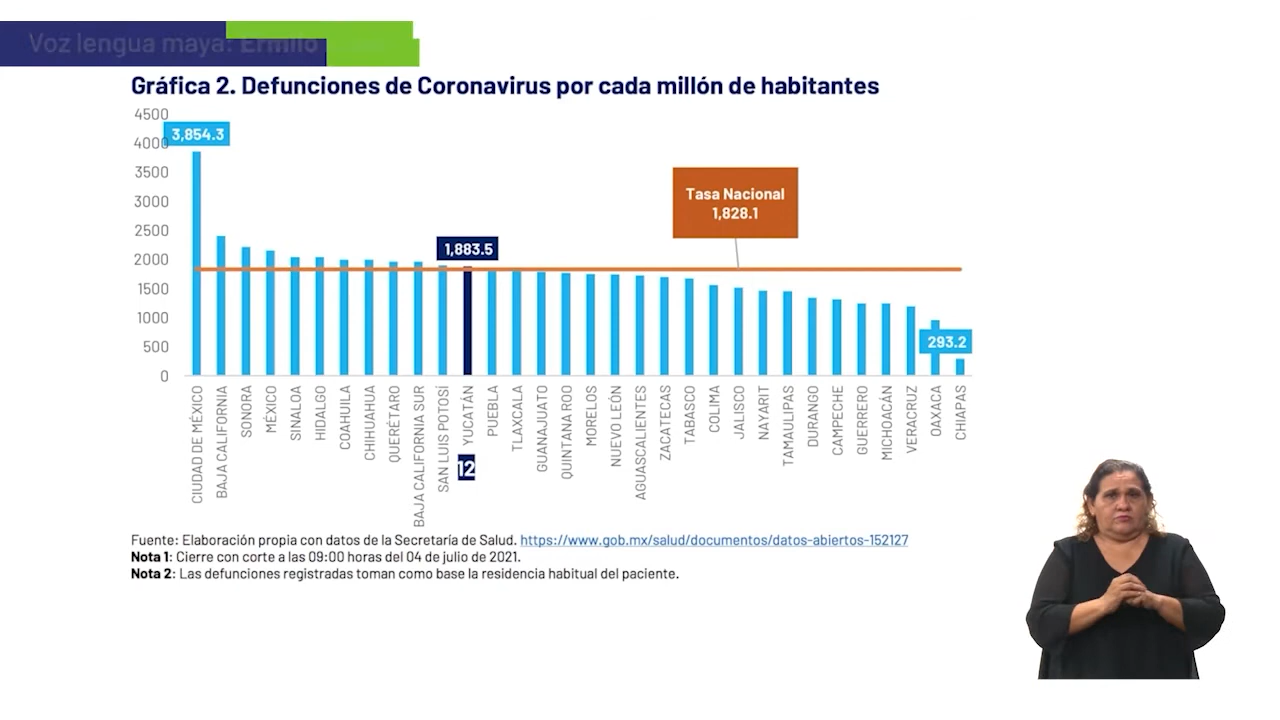 Voz lengua maya: Ermilo
Gráfica 2. Defunciones de Coronavirus por cada millón de habitantes
4500
4000
3500
3000
2500
2000
1500
1000
500
0
3,854.3
1,883.5
Tasa Nacional
1,828.1
293.2
CIUDAD DE MÉXICO
BAJA CALIFORNIA
SONORA
MÉXICO
SINALOA
HIDALGO
COAHUILA
CHIHUAHUA
QUERÉTARO
BAJA CALIFORNIA SUR
SAN LUIS POTOSÍ
YUCATÁN
12
PUEBLA
TLAXCALA
GUANAJUATO
QUINTANA ROO
MORELOS
NUEVO LEÓN
AGUASCALIENTES
ZACATECAS
TABASCO
COLIMA
JALISCO
NAYARIT
TAMAULIPAS
DURANGO
CAMPECHE
GUERRERO
MICHOACÁN
VERACRUZ
OAXACA
CHIAPAS
Fuente: Elaboración propia con datos de la Secretaría de Salud. https://www.gob.mx/salud/documentos/datos-abiertos-152127
Nota 1: Cierre con corte a las 09:00 horas del 04 de julio de 2021.
Nota 2: Las defunciones registradas toman como base la residencia habitual del paciente.